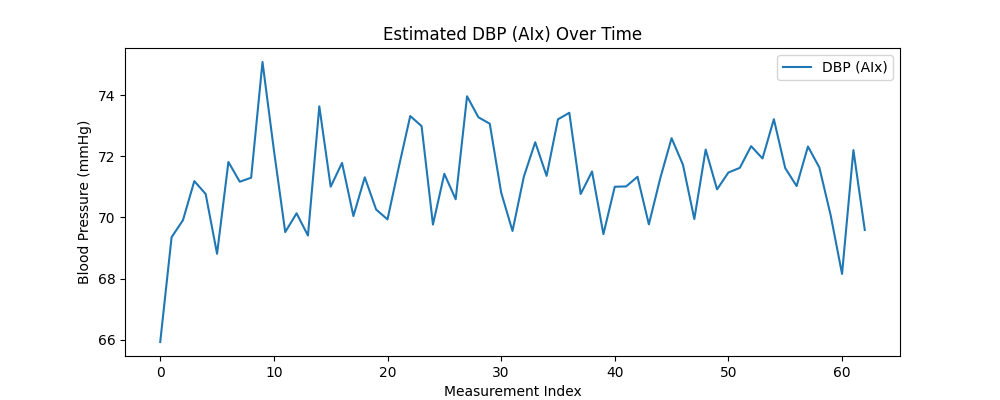 Estimated DBP (AIx) Over Time
DBP (AIx)
Blood Pressure (mmHg)
74
72
70
68
66
0 10 20 30 40 50 60
Measurement Index